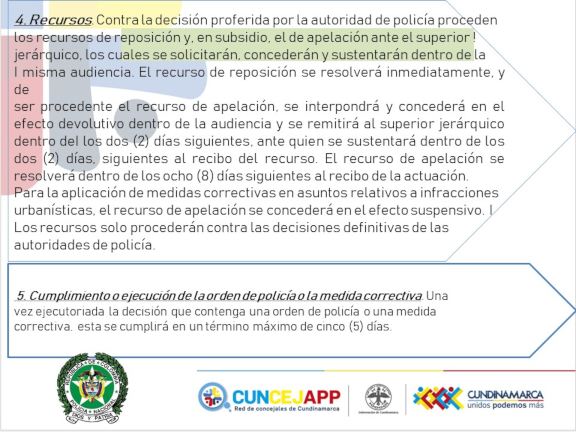 4. Recursos. Contra la decisión proferida por la autoridad de policía proceden
los recursos de reposición y, en subsidio, el de apelación ante el superior !
jerárquico, los cuales se solicitarán, concederán y sustentarán dentro de la
I misma audiencia. El recurso de reposición se resolverá inmediatamente, y
de
ser procedente el recurso de apelación, se interpondrá y concederá en el
efecto devolutivo dentro de la audiencia y se remitirá al superior jerárquico
dentro del los dos (2) días siguientes, ante quien se sustentará dentro de los
dos (2) días, siguientes al recibo del recurso. El recurso de apelación se
resolverá dentro de los ocho (8) días siguientes al recibo de la actuación.
Para la aplicación de medidas correctivas en asuntos relativos a infracciones
urbanísticas, el recurso de apelación se concederá en el efecto suspensivo. I
Los recursos solo procederán contra las decisiones definitivas de las
autoridades de policía.
5. Cumplimiento o ejecución de la orden de policía o la medida correctiva. Una
vez ejecutoriada la decisión que contenga una orden de policía o una medida
correctiva, esta se cumplirá en un término máximo de cinco (5) días.
REPUBLICA DE COLOMBIA
POLICIA NACIONAL
DIOS Y PATRIA
CUNCEJAPP
Red de concejales de Cundinamarca
CUNDINAMARCA
unidos podemos más